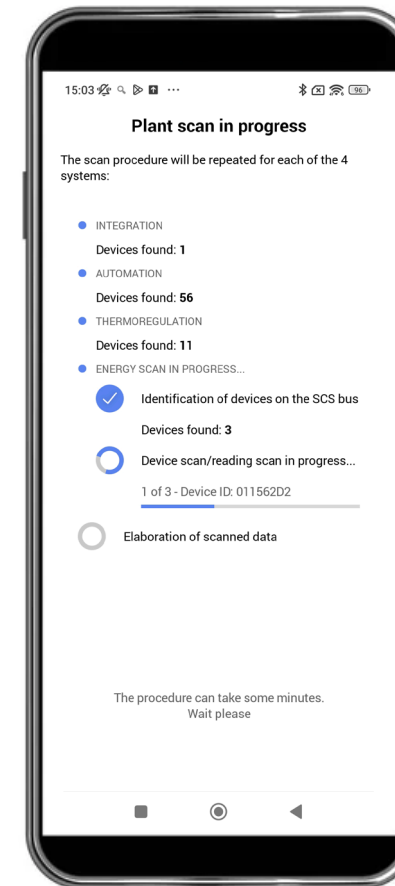 15:03
96
Plant scan in progress
The scan procedure will be repeated for each of the 4
systems:
INTEGRATION
Devices found: 1
AUTOMATION
Devices found: 56
THERMOREGULATION
Devices found: 11
ENERGY SCAN IN PROGRESS...
Identification of devices on the SCS bus
Devices found: 3
Device scan/reading scan in progress...
1 of 3 - Device ID: 011562D2
Elaboration of scanned data
The procedure can take some minutes.
Wait please